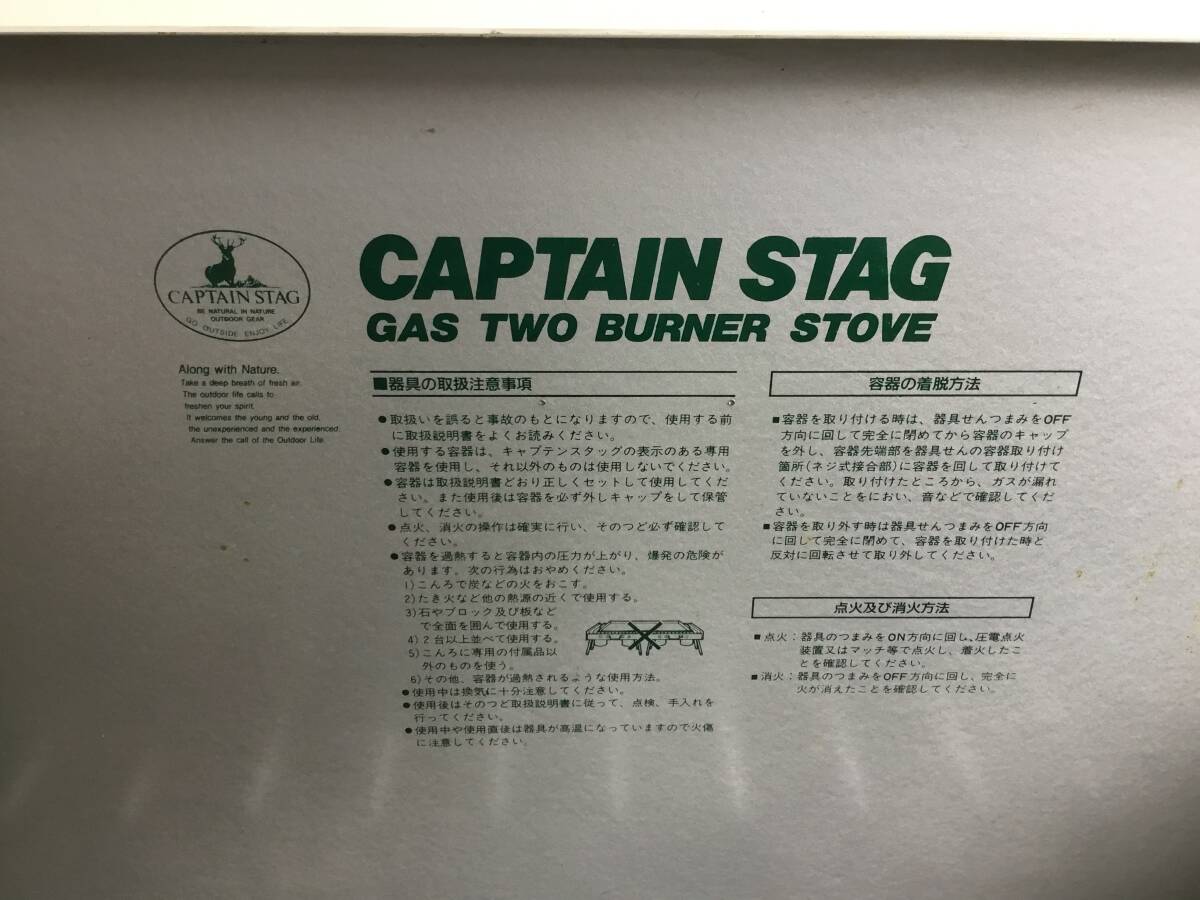 CAPTAIN STAG
BE NATURAL IN NATURE
OUTDOOR GEAR
GO OUTSIDE ENJOY LIFE
Along with Nature.
Take a deep breath of fresh air.
The outdoor life calls to
freshen your spirit.
It welcomes the young and the old,
the unexperienced and the experienced.
Answer the call of the Outdoor Life.
CAPTAIN STAG
GAS TWO BURNER STOVE
■器具の取扱注意事項
●取扱いを誤ると事故のもとになりますので、使用する前
に取扱説明書をよくお読みください。
●使用する容器は、キャプテンスタッグの表示のある専用
容器を使用し、それ以外のものは使用しないでください。
●容器は取扱説明書どおり正しくセットして使用してくだ
さい。また使用後は容器を必ず外しキャップをして保管
してください。
●点火、消火の操作は確実に行い、そのつど必ず確認して
ください。
●容器を過熱すると容器内の圧力が上がり、爆発の危険が
あります。次の行為はおやめください。
1)こんろで炭などの火をおこす。
2)たき火など他の熱源の近くで使用する。
3)石やブロック及び板など
で全面を囲んで使用する。
4)2台以上並べて使用する。
5)こんろに専用の付属品以
外のものを使う。
6)その他、容器が過熱されるような使用方法。
●使用中は換気に十分注意してください。
●使用後はそのつど取扱説明書に従って、点検、手入れを
行ってください。
●使用中や使用直後は器具が高温になっていますので火傷
に注意してください。
容器の着脱方法
■容器を取り付ける時は、器具せんつまみをOFF
方向に回して完全に閉めてから容器のキャップ
を外し、容器先端部を器具せんの容器取り付け
箇所(ネジ式接合部)に容器を回して取り付けて
ください。取り付けたところから、ガスが漏れ
ていないことをにおい、音などで確認してくだ
さい。
■容器を取り外す時は器具せんつまみをOFF方向
に回して完全に閉めて、容器を取り付けた時と
反対に回転させて取り外してください。
点火及び消火方法
■点火：器具のつまみをON方向に回し、圧電点火
装置又はマッチ等で点火し、着火したこ
とを確認してください。
■消火：器具のつまみをOFF方向に回し、完全に
火が消えたことを確認してください。